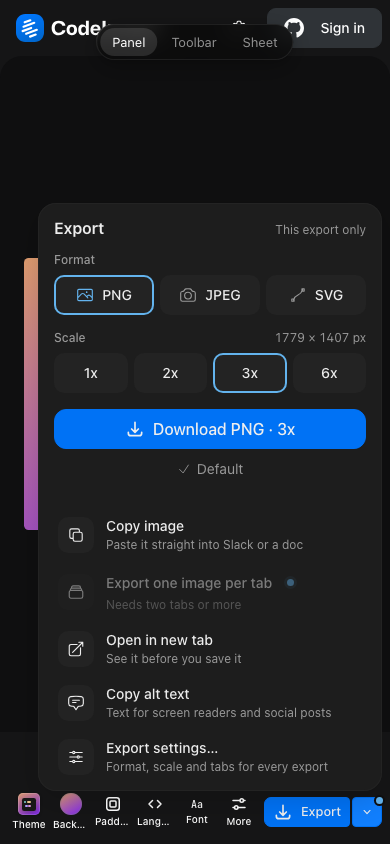 Sign in
Panel
Toolbar
Sheet
Export
This export only
Format
PNG
JPEG
SVG
Scale
1779 × 1407 px
1x
2x
3x
6x
Download PNG · 3x
Default
Copy image
Paste it straight into Slack or a doc
Export one image per tab
Needs two tabs or more
Open in new tab
See it before you save it
Copy alt text
Text for screen readers and social posts
Export settings...
Format, scale and tabs for every export
Theme
Back...
Padd...
Lang...
Aa
Font
More
Export